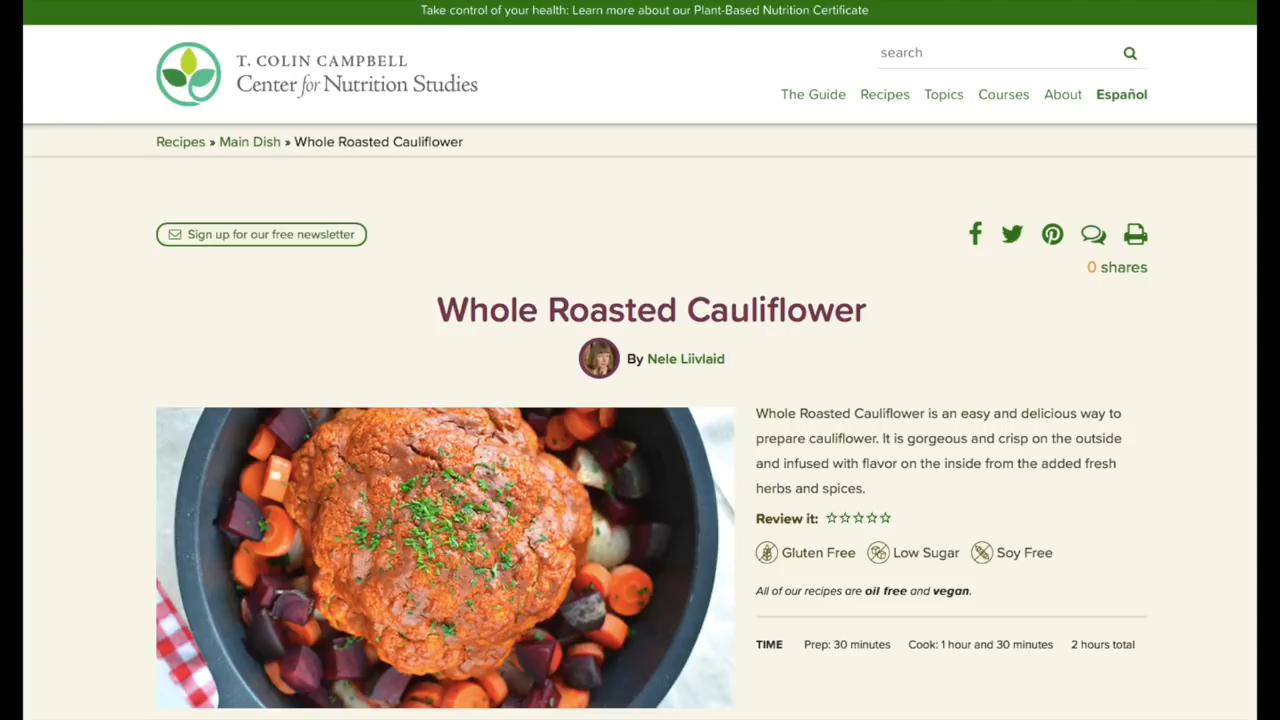 Take control of your health: Learn more about our Plant-Based Nutrition Certificate
T. COLIN CAMPBELL
Center for Nutrition Studies
search
The Guide Recipes Topics Courses About Español
Recipes » Main Dish » Whole Roasted Cauliflower
Sign up for our free newsletter
0 shares
Whole Roasted Cauliflower
By Nele Liivlaid
Whole Roasted Cauliflower is an easy and delicious way to
prepare cauliflower. It is gorgeous and crisp on the outside
and infused with flavor on the inside from the added fresh
herbs and spices.
Review it:
Gluten Free Low Sugar Soy Free
All of our recipes are oil free and vegan.
TIME Prep: 30 minutes Cook: 1 hour and 30 minutes 2 hours total